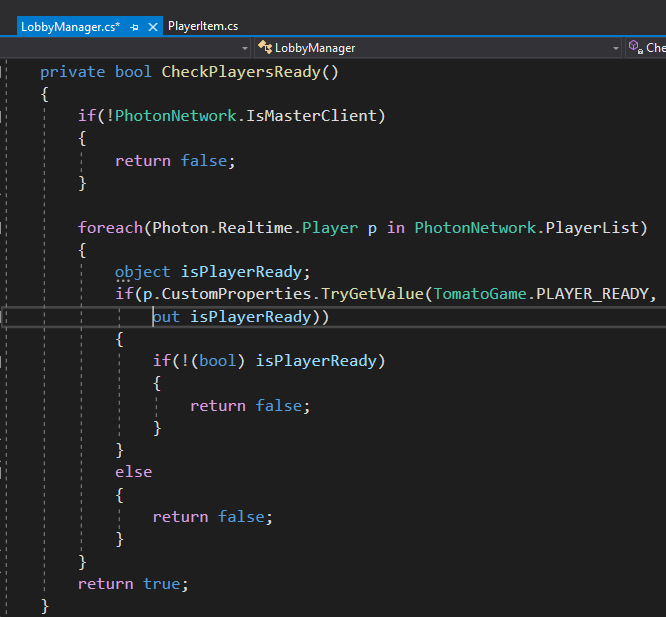 LobbyManager.cs* PlayerItem.cs
LobbyManager Che
private bool CheckPlayersReady()
{
if(!PhotonNetwork.IsMasterClient)
{
return false;
}
foreach(Photon.Realtime.Player p in PhotonNetwork.PlayerList)
{
object isPlayerReady;
if(p.CustomProperties.TryGetValue(TomatoGame.PLAYER_READY,
out isPlayerReady))
{
if(!(bool) isPlayerReady)
{
return false;
}
}
else
{
return false;
}
}
return true;
}